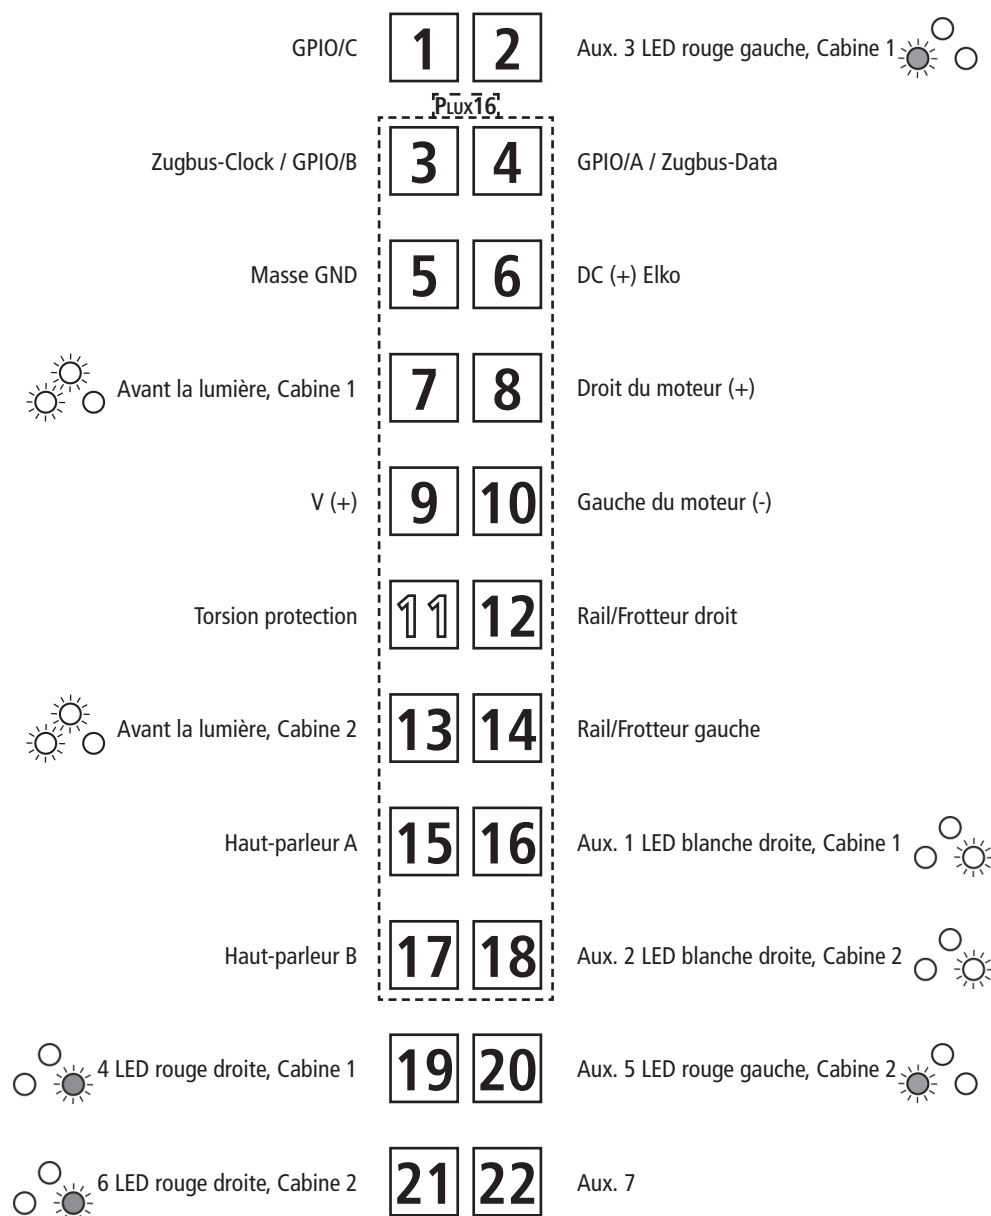 GPIO/C 1 2 Aux. 3 LED rouge gauche, Cabine 1
PLUX16
Zugbus-Clock / GPIO/B 3 4 GPIO/A / Zugbus-Data
Masse GND 5 6 DC (+) Elko
Avant la lumière, Cabine 1 7 8 Droit du moteur (+)
V (+) 9 10 Gauche du moteur (-)
Torsion protection 11 12 Rail/Frotteur droit
Avant la lumière, Cabine 2 13 14 Rail/Frotteur gauche
Haut-parleur A 15 16 Aux. 1 LED blanche droite, Cabine 1
Haut-parleur B 17 18 Aux. 2 LED blanche droite, Cabine 2
4 LED rouge droite, Cabine 1 19 20 Aux. 5 LED rouge gauche, Cabine 2
6 LED rouge droite, Cabine 2 21 22 Aux. 7